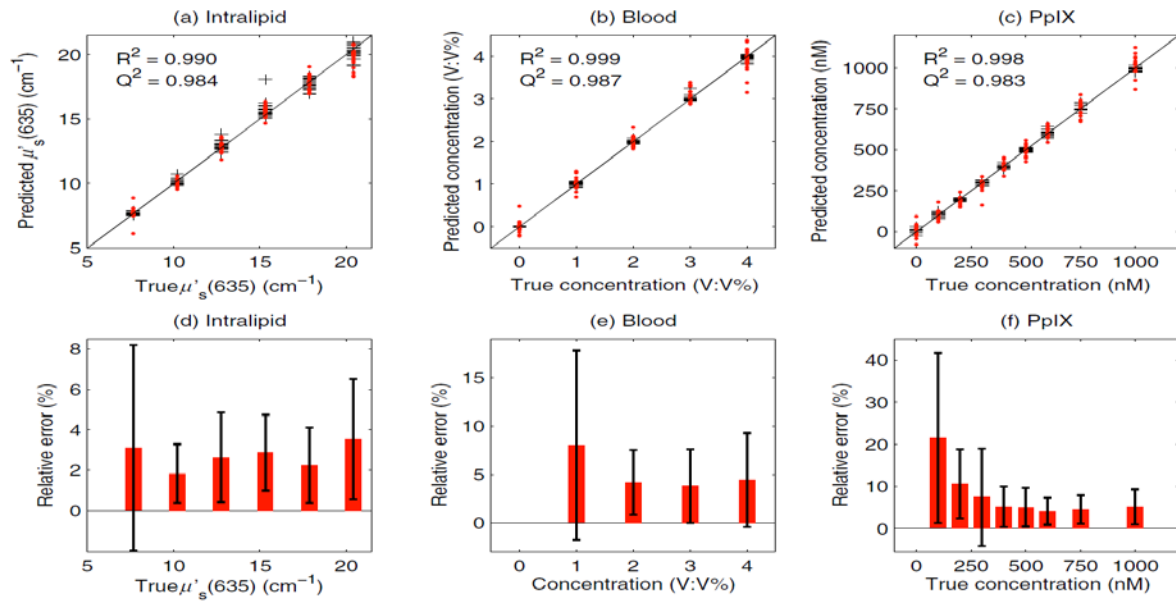 (a) Intralipid
R² = 0.990
Q² = 0.984
Predicted μ's(635) (cm⁻¹)
20
15
10
5
5 10 15 20
Trueμ's(635) (cm⁻¹)
(b) Blood
R² = 0.999
Q² = 0.987
Predicted concentration (V:V%)
4
3
2
1
0
0 1 2 3 4
True concentration (V:V%)
(c) PpIX
R² = 0.998
Q² = 0.983
Predicted concentration (nM)
1000
750
500
250
0
0 250 500 750 1000
True concentration (nM)
(d) Intralipid
Relative error (%)
8
6
4
2
0
5 10 15 20
Trueμ's(635) (cm⁻¹)
(e) Blood
Relative error (%)
15
10
5
0
0 1 2 3 4
Concentration (V:V%)
(f) PpIX
Relative error (%)
40
30
20
10
0
0 250 500 750 1000
True concentration (nM)